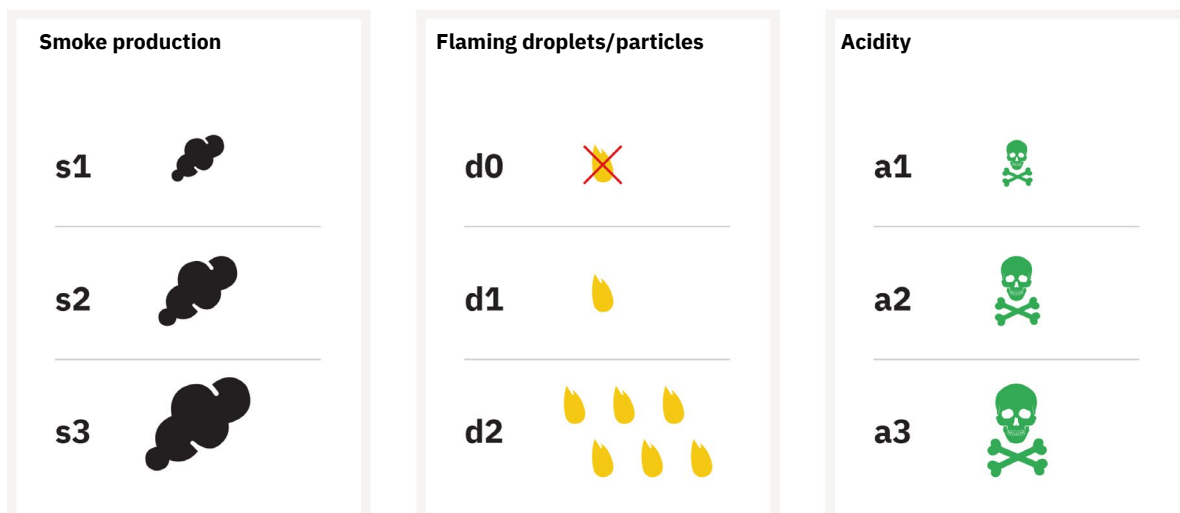 Smoke production
s1
s2
s3
Flaming droplets/particles
d0
d1
d2
Acidity
a1
a2
a3